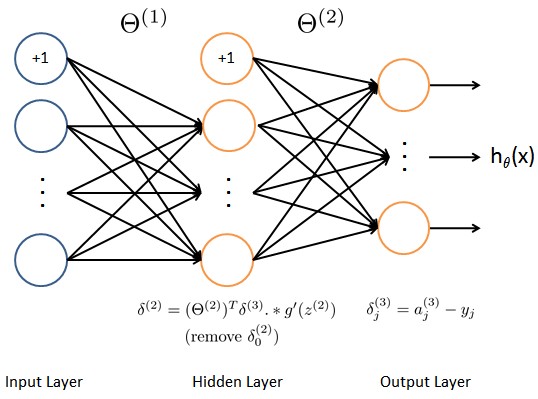 Θ^(1) Θ^(2)
+1 +1
h_θ(x)
δ^(2) = (Θ^(2))^T δ^(3). * g′(z^(2)) δ_j^(3) = a_j^(3) − y_j
(remove δ_0^(2))
Input Layer Hidden Layer Output Layer